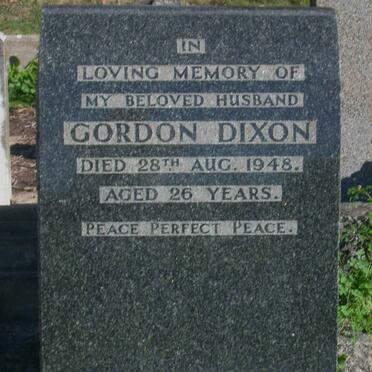 IN
LOVING MEMORY OF
MY BELOVED HUSBAND
GORDON DIXON
DIED 28TH AUG. 1948.
AGED 26 YEARS.
PEACE PERFECT PEACE.